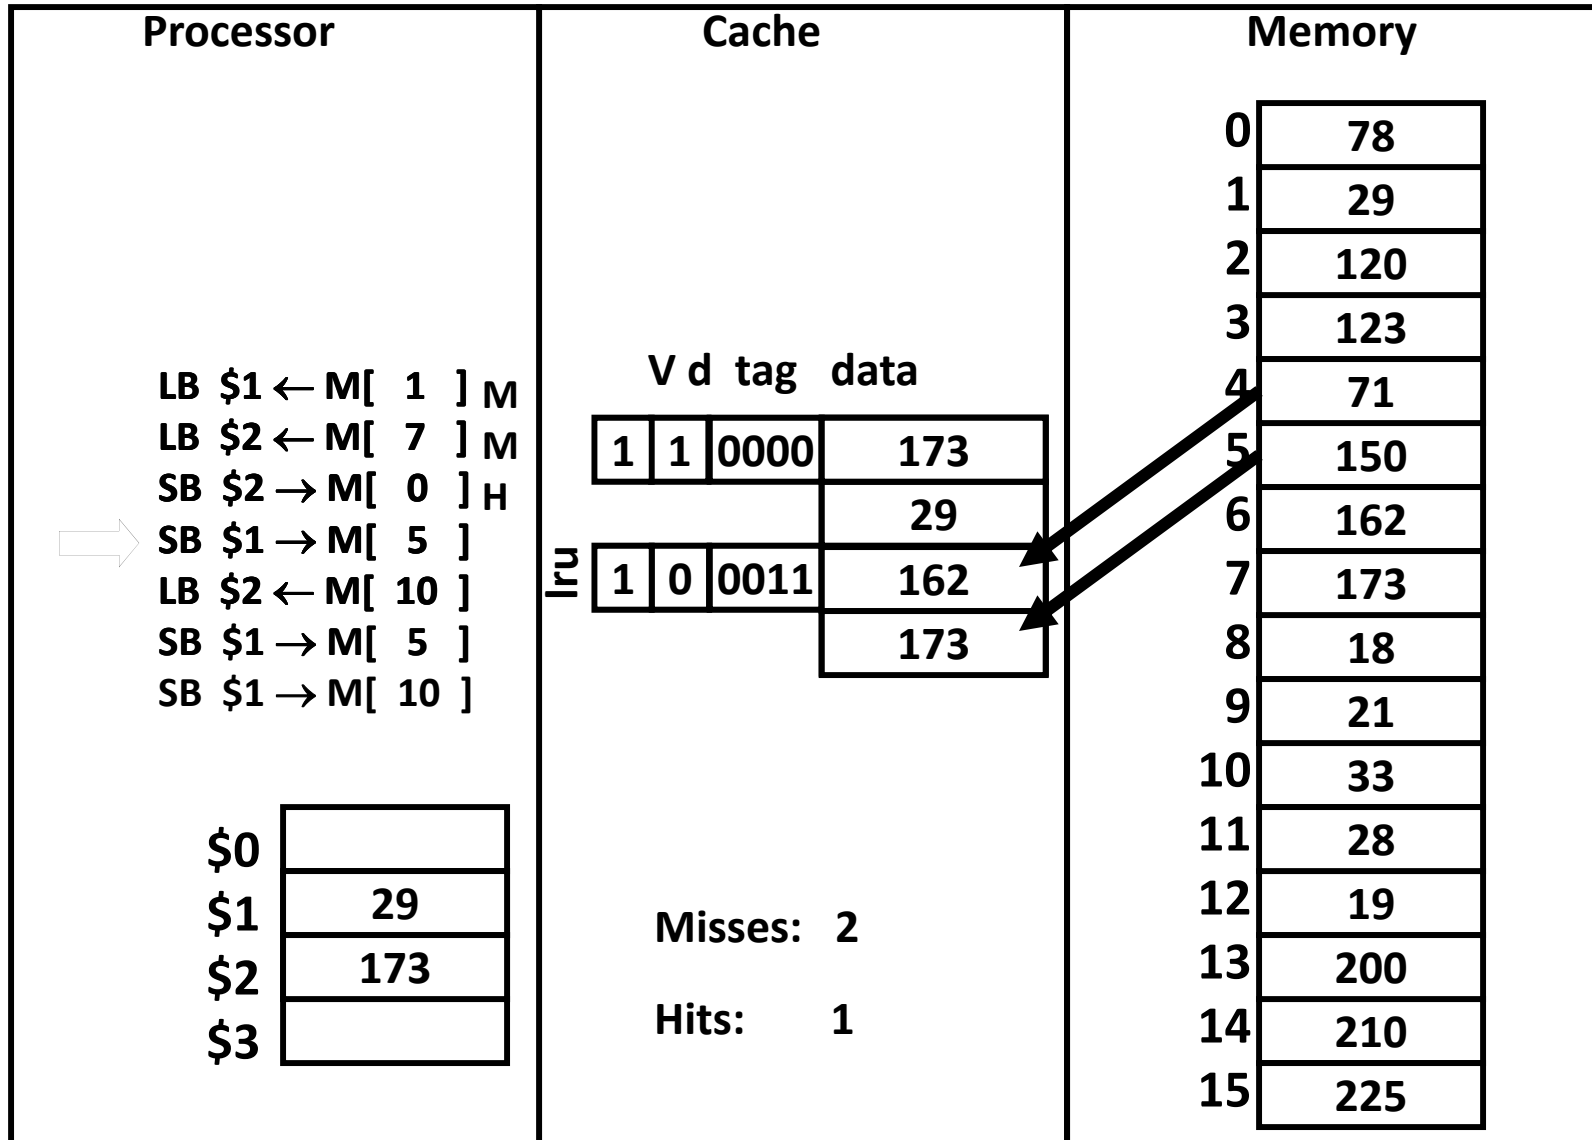 Processor
LB $1 ← M[ 1 ] M
LB $2 ← M[ 7 ] M
SB $2 → M[ 0 ] H
SB $1 → M[ 5 ]
LB $2 ← M[ 10 ]
SB $1 → M[ 5 ]
SB $1 → M[ 10 ]
$0
$1 29
$2 173
$3
Cache
V d tag data
1 1 0000 173
29
lru 1 0 0011 162
173
Misses: 2
Hits: 1
Memory
0 78
1 29
2 120
3 123
4 71
5 150
6 162
7 173
8 18
9 21
10 33
11 28
12 19
13 200
14 210
15 225